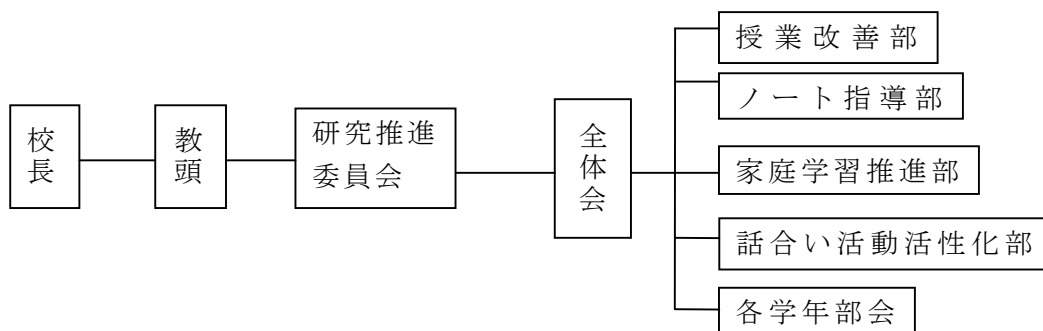 校長
教頭
研究推進
委員会
全体会
授業改善部
ノート指導部
家庭学習推進部
話合い活動活性化部
各学年部会